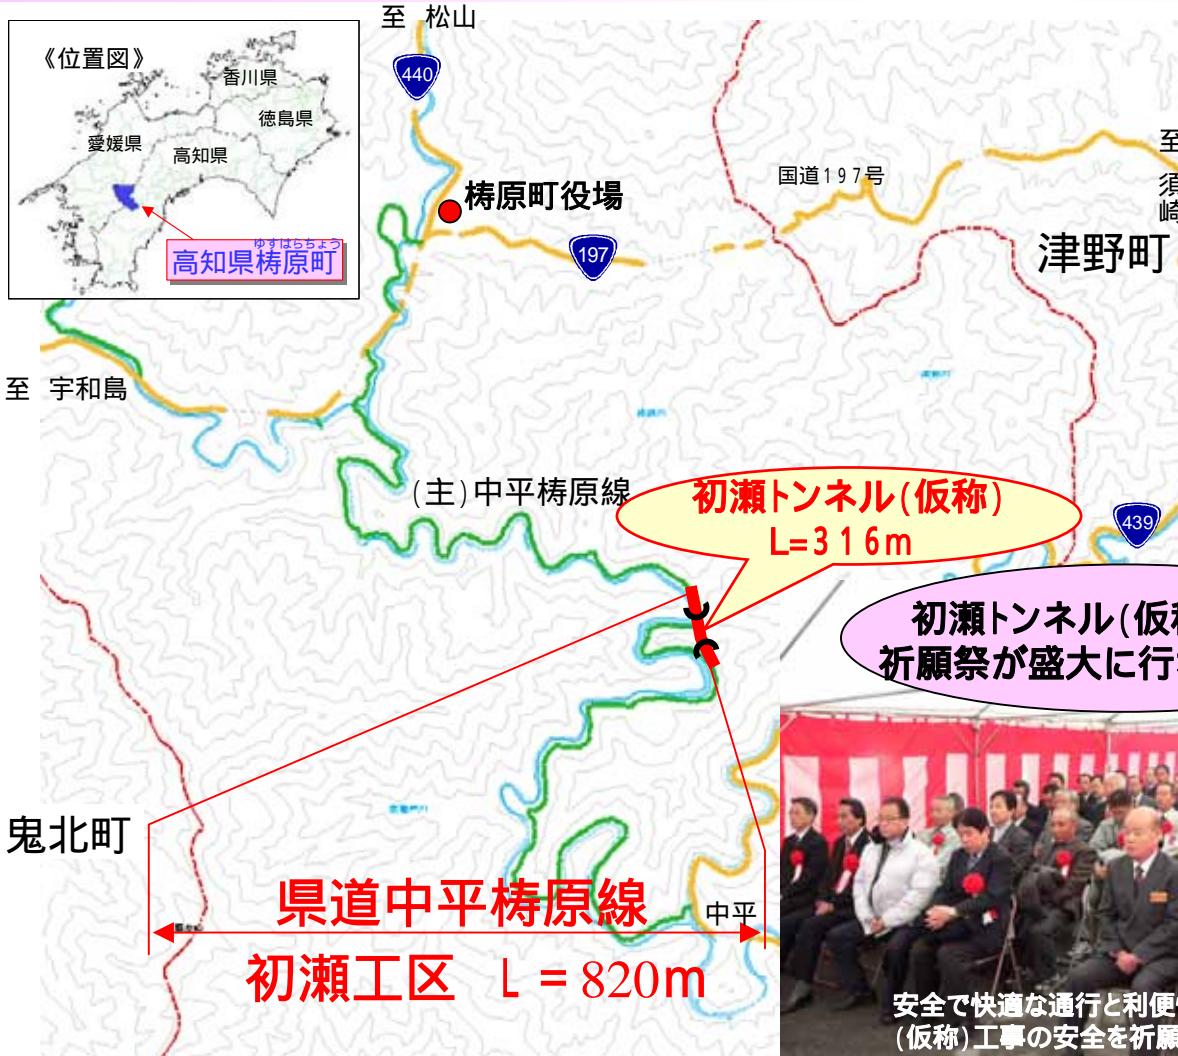 至 松山
《位置図》
香川県
徳島県
愛媛県
高知県
ゆすはらちょう
高知県梼原町
440
梼原町役場
197
国道197号
至
須
崎
津野町
至 宇和島
(主)中平梼原線
初瀬トンネル(仮称)
L=316m
439
初瀬トンネル(仮称
祈願祭が盛大に行
鬼北町
県道中平梼原線
中平
初瀬工区 L=820m
安全で快適な通行と利便
(仮称)工事の安全を祈願